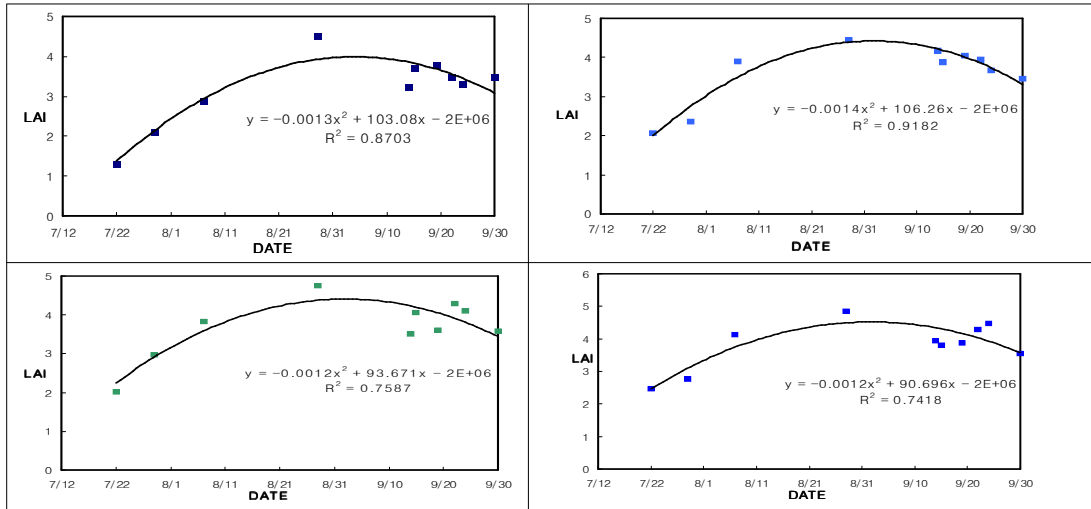 5
4
3
LAI
2
1
0
y = −0.0013x² + 103.08x − 2E+06
R² = 0.8703
7/12 7/22 8/1 8/11 8/21 8/31 9/10 9/20 9/30
DATE
5
4
3
LAI
2
1
0
y = −0.0014x² + 106.26x − 2E+06
R² = 0.9182
7/12 7/22 8/1 8/11 8/21 8/31 9/10 9/20 9/30
DATE
5
4
3
LAI
2
1
0
y = −0.0012x² + 93.671x − 2E+06
R² = 0.7587
7/12 7/22 8/1 8/11 8/21 8/31 9/10 9/20 9/30
DATE
6
5
4
LAI
3
2
1
0
y = −0.0012x² + 90.696x − 2E+06
R² = 0.7418
7/12 7/22 8/1 8/11 8/21 8/31 9/10 9/20 9/30
DATE